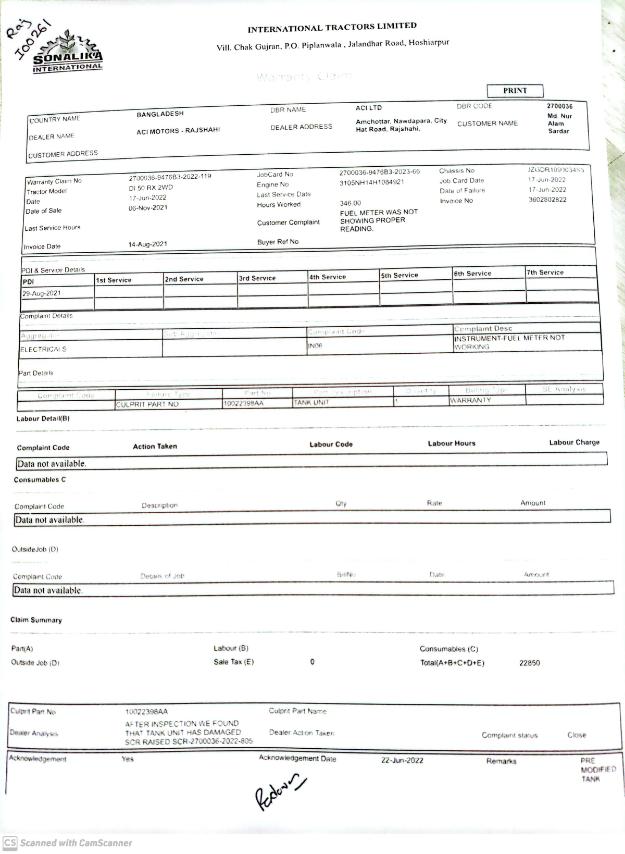 Raj
I00261
SONALIKA
INTERNATIONAL
INTERNATIONAL TRACTORS LIMITED
Vill. Chak Gujran, P.O. Piplanwala , Jalandhar Road, Hoshiarpur
Warranty Claim
PRINT
COUNTRY NAME BANGLADESH DBR NAME ACI LTD DBR CODE 2700036
DEALER NAME ACI MOTORS - RAJSHAHI DEALER ADDRESS Amchottar, Nawdapara, City Hat Road, Rajshahi. CUSTOMER NAME Md. Nur Alam Sardar
CUSTOMER ADDRESS
Warranty Claim No 2700036-9476B3-2022-119 JobCard No 2700036-9476B3-2023-66 Chassis No
Tractor Model DI 50 RX 2WD Engine No 3105NH14H1084921 Job Card Date 17-Jun-2022
Date 17-Jun-2022 Last Service Date Date of Failure 17-Jun-2022
Date of Sale 06-Nov-2021 Hours Worked 346.00 Invoice No 3602802822
Last Service Hours Customer Complaint FUEL METER WAS NOT SHOWING PROPER READING.
Invoice Date 14-Aug-2021 Buyer Ref No
PDI & Service Details
PDI 1st Service 2nd Service 3rd Service 4th Service 5th Service 6th Service 7th Service
29-Aug-2021
Complaint Details
Aggregate Sub Aggregate Complaint Code Complaint Desc
ELECTRICALS IN06 INSTRUMENT-FUEL METER NOT WORKING
Part Details
Complaint Code Failure Type Part No Part Description Quantity Billing Type SE Analysis
CULPRIT PART NO 10022398AA TANK UNIT 1 WARRANTY
Labour Detail(B)
Complaint Code Action Taken Labour Code Labour Hours Labour Charge
Data not available.
Consumables C
Complaint Code Description Qty Rate Amount
Data not available.
OutsideJob (D)
Complaint Code Details of Job BillNo Date Amount
Data not available.
Claim Summary
Part(A) Labour (B) Consumables (C)
Outside Job (D) Sale Tax (E) 0 Total(A+B+C+D+E) 22850
Culprit Part No 10022398AA Culprit Part Name
Dealer Analysis AFTER INSPECTION WE FOUND THAT TANK UNIT HAS DAMAGED SCR RAISED SCR-2700036-2022-805 Dealer Action Taken Complaint status Close
Acknowledgement Yes Acknowledgement Date 22-Jun-2022 Remarks PRE MODIFIED TANK
CS Scanned with CamScanner